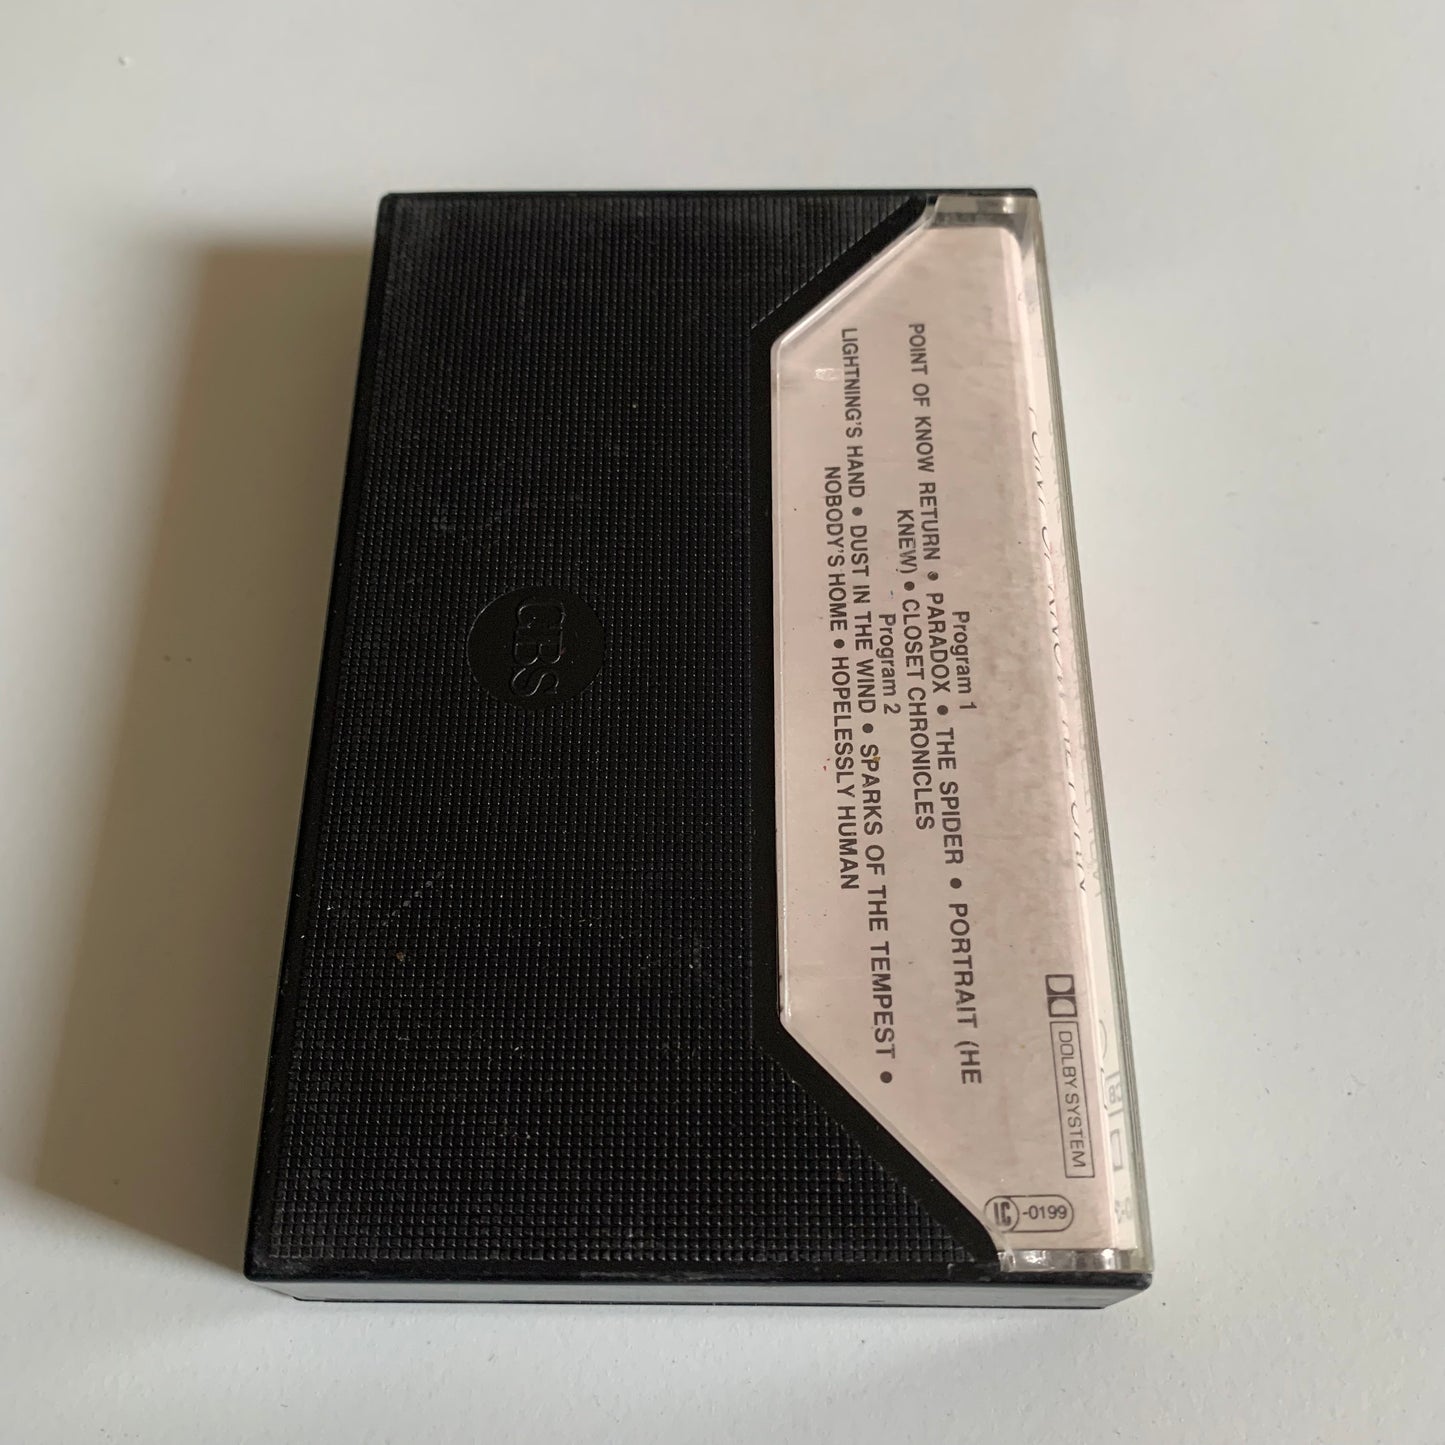 Program 1
POINT OF KNOW RETURN • PARADOX • THE SPIDER • PORTRAIT (HE
KNEW) • CLOSET CHRONICLES
Program 2
LIGHTNING'S HAND • DUST IN THE WIND • SPARKS OF THE TEMPEST •
NOBODY'S HOME • HOPELESSLY HUMAN
DOLBY SYSTEM
-0199
CBS